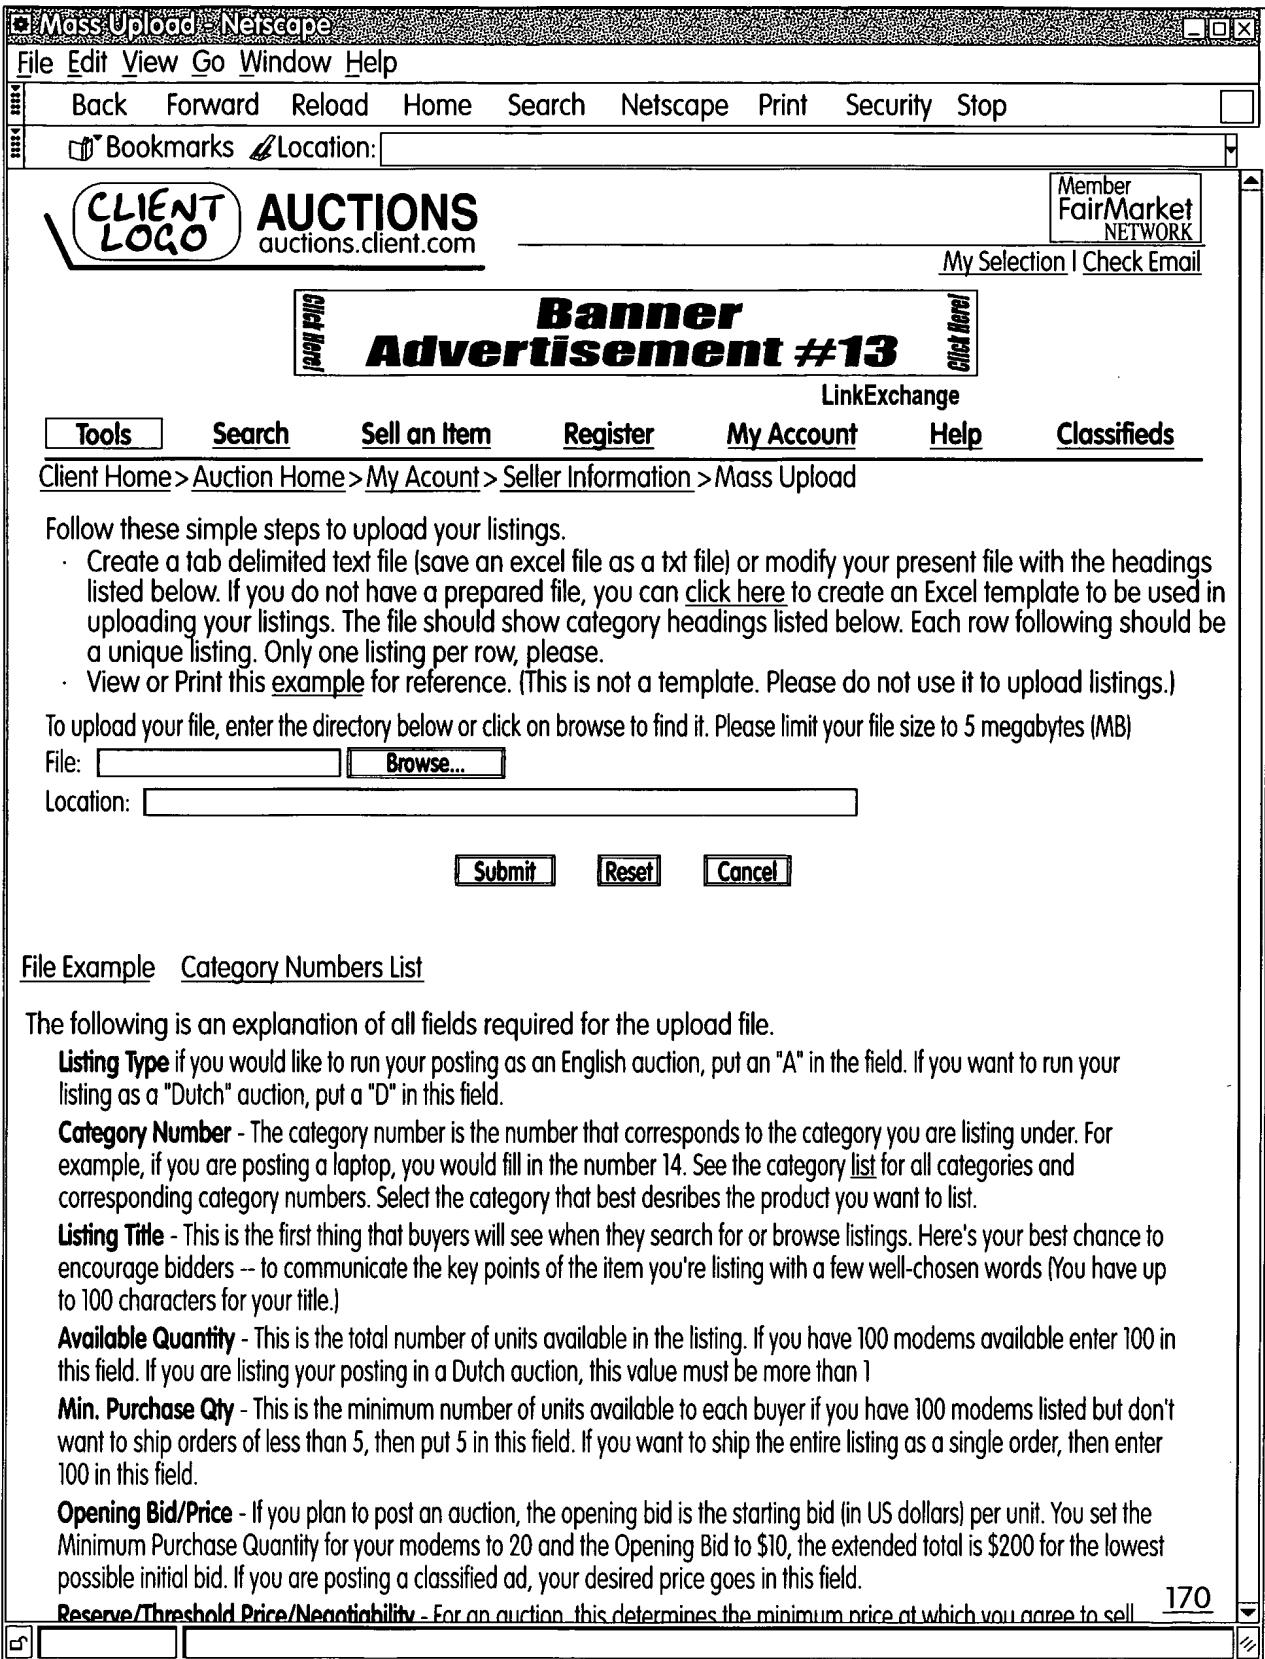 Mass Upload - Netscape
File Edit View Go Window Help
Back Forward Reload Home Search Netscape Print Security Stop
Bookmarks Location:
CLIENT LOGO
AUCTIONS
auctions.client.com
Member
FairMarket
NETWORK
My Selection | Check Email
Click Here!
Banner
Advertisement #13
Click Here!
LinkExchange
Tools Search Sell an Item Register My Account Help Classifieds
Client Home>Auction Home>My Acount>Seller Information >Mass Upload
Follow these simple steps to upload your listings.
· Create a tab delimited text file (save an excel file as a txt file) or modify your present file with the headings
listed below. If you do not have a prepared file, you can click here to create an Excel template to be used in
uploading your listings. The file should show category headings listed below. Each row following should be
a unique listing. Only one listing per row, please.
· View or Print this example for reference. (This is not a template. Please do not use it to upload listings.)
To upload your file, enter the directory below or click on browse to find it. Please limit your file size to 5 megabytes (MB)
File: Browse...
Location:
Submit Reset Cancel
File Example Category Numbers List
The following is an explanation of all fields required for the upload file.
Listing Type if you would like to run your posting as an English auction, put an "A" in the field. If you want to run your
listing as a "Dutch" auction, put a "D" in this field.
Category Number - The category number is the number that corresponds to the category you are listing under. For
example, if you are posting a laptop, you would fill in the number 14. See the category list for all categories and
corresponding category numbers. Select the category that best desribes the product you want to list.
Listing Title - This is the first thing that buyers will see when they search for or browse listings. Here's your best chance to
encourage bidders -- to communicate the key points of the item you're listing with a few well-chosen words (You have up
to 100 characters for your title.)
Available Quantity - This is the total number of units available in the listing. If you have 100 modems available enter 100 in
this field. If you are listing your posting in a Dutch auction, this value must be more than 1
Min. Purchase Qty - This is the minimum number of units available to each buyer if you have 100 modems listed but don't
want to ship orders of less than 5, then put 5 in this field. If you want to ship the entire listing as a single order, then enter
100 in this field.
Opening Bid/Price - If you plan to post an auction, the opening bid is the starting bid (in US dollars) per unit. You set the
Minimum Purchase Quantity for your modems to 20 and the Opening Bid to $10, the extended total is $200 for the lowest
possible initial bid. If you are posting a classified ad, your desired price goes in this field.
170
Reserve/Threshold Price/Negotiability - For an auction, this determines the minimum price at which you agree to sell